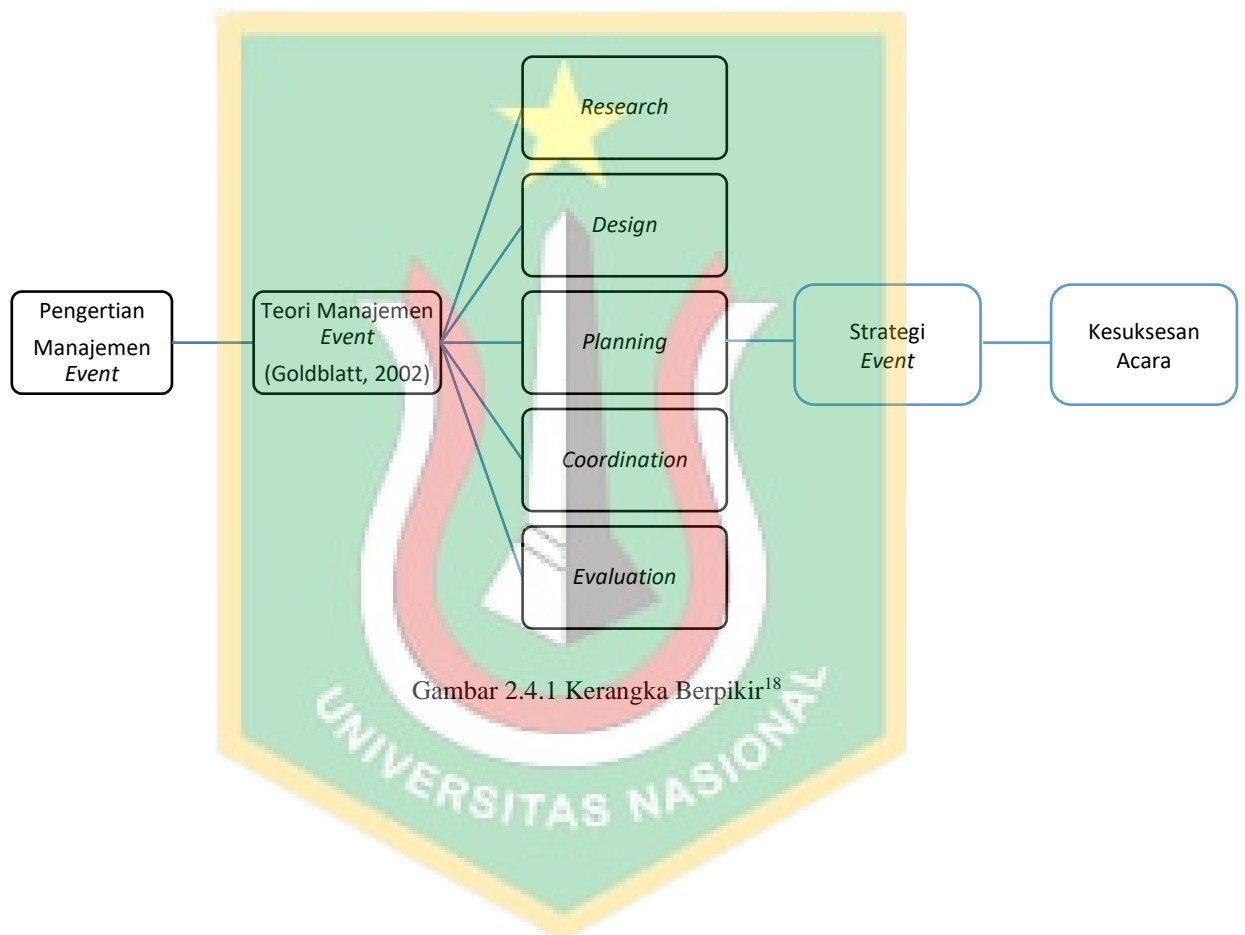 Pengertian
Manajemen
Event
Teori Manajemen
Event
(Goldblatt, 2002)
Research
Design
Planning
Coordination
Evaluation
Strategi
Event
Kesuksesan
Acara
Gambar 2.4.1 Kerangka Berpikir¹⁸
UNIVERSITAS NASIONAL